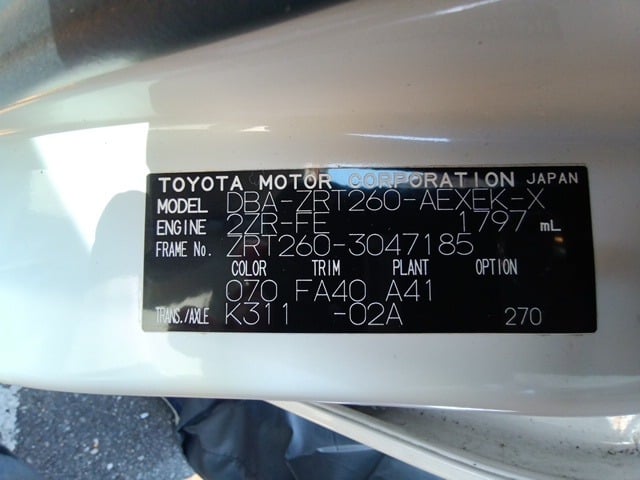 TOYOTA MOTOR CORPORATION JAPAN
MODEL DBA-ZRT260-AEXEK-X
ENGINE 2ZR-FE 1797 mL
FRAME No. ZRT260-3047185
COLOR TRIM PLANT OPTION
070 FA40 A41
TRANS./AXLE K311 -02A 270